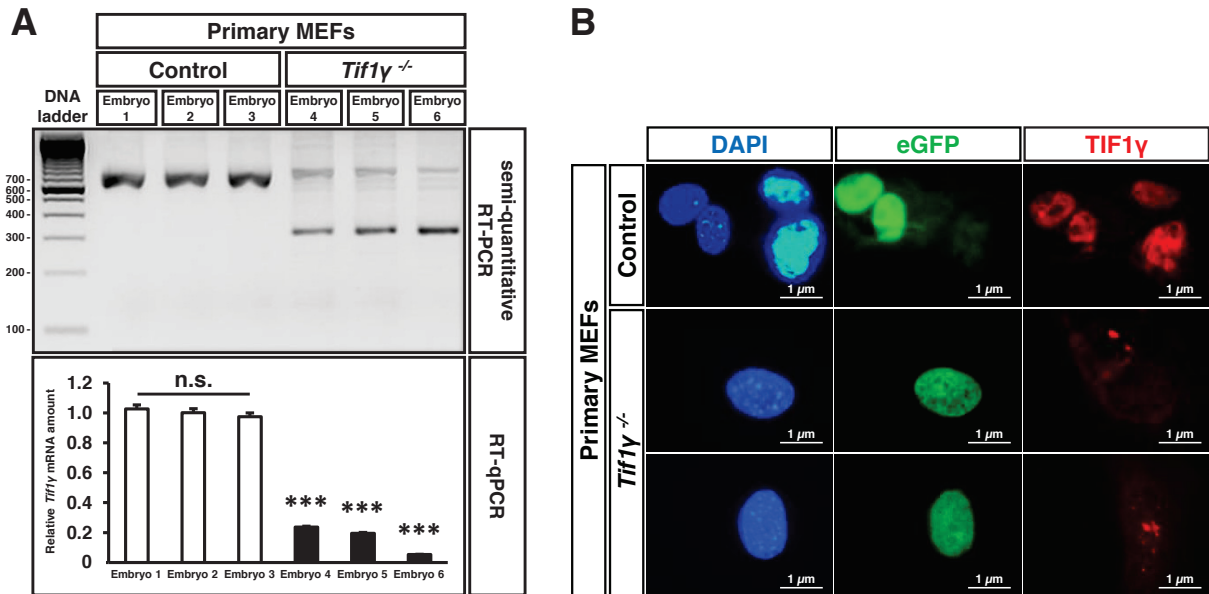 A
Primary MEFs
Control
Tif1γ -/-
DNA
ladder
Embryo
1
Embryo
2
Embryo
3
Embryo
4
Embryo
5
Embryo
6
700 -
600 -
500 -
400 -
300 -
200 -
100 -
semi-quantitative
RT-PCR
Relative Tif1γ mRNA amount
1.2
1.0
0.8
0.6
0.4
0.2
0
n.s.
***
***
***
Embryo 1
Embryo 2
Embryo 3
Embryo 4
Embryo 5
Embryo 6
RT-qPCR
B
DAPI
eGFP
TIF1γ
Primary MEFs
Control
1 µm
1 µm
1 µm
Tif1γ -/-
1 µm
1 µm
1 µm
1 µm
1 µm
1 µm